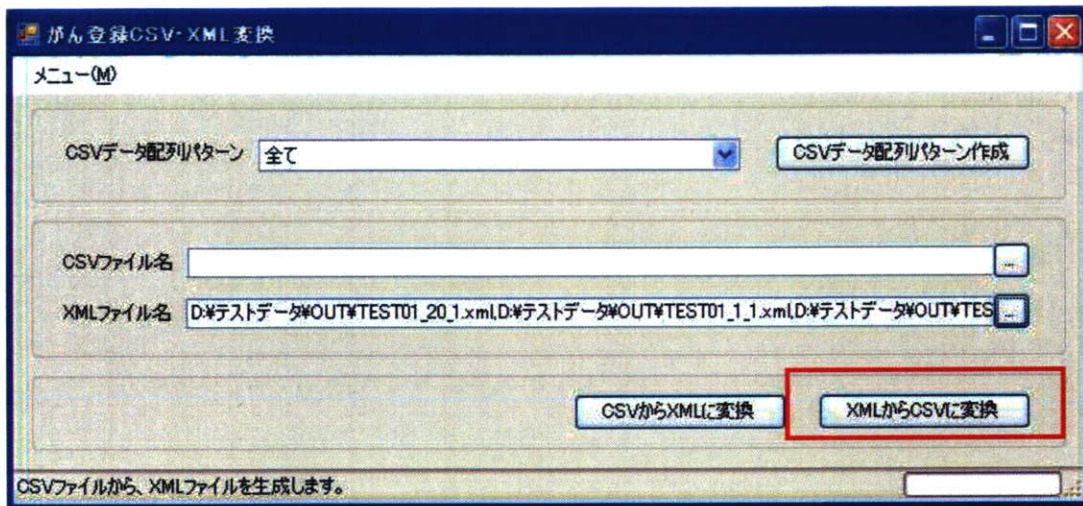 がん登録CSV・XML変換
メニュー(M)
CSVデータ配列パターン 全て CSVデータ配列パターン作成
CSVファイル名 ...
XMLファイル名 D:¥テストデータ¥OUT¥TEST01_20_1.xml,D:¥テストデータ¥OUT¥TEST01_1_1.xml,D:¥テストデータ¥OUT¥TES ...
CSVからXMLに変換 XMLからCSVに変換
CSVファイルから、XMLファイルを生成します。